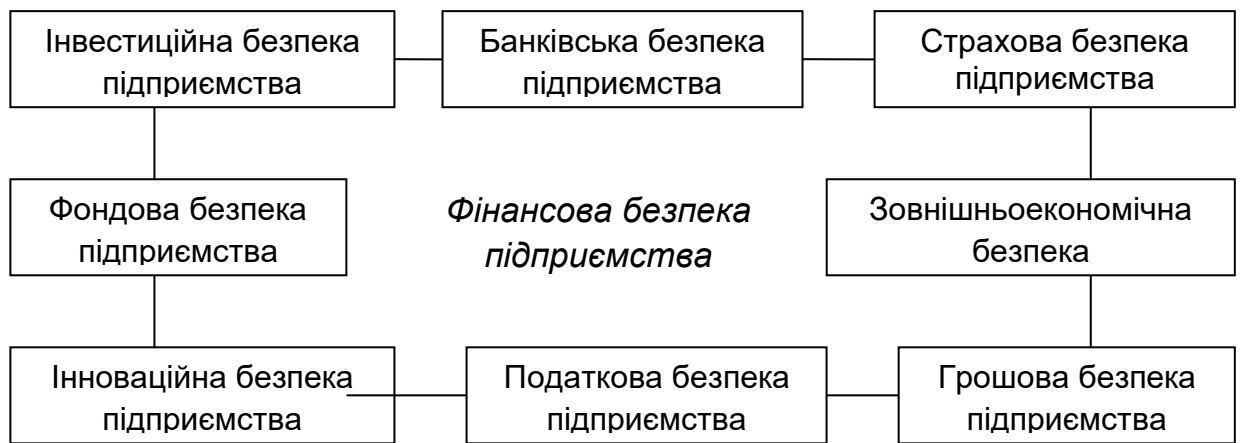 Інвестиційна безпека
підприємства
Банківська безпека
підприємства
Страхова безпека
підприємства
Фондова безпека
підприємства
Фінансова безпека
підприємства
Зовнішньоекономічна
безпека
Інноваційна безпека
підприємства
Податкова безпека
підприємства
Грошова безпека
підприємства